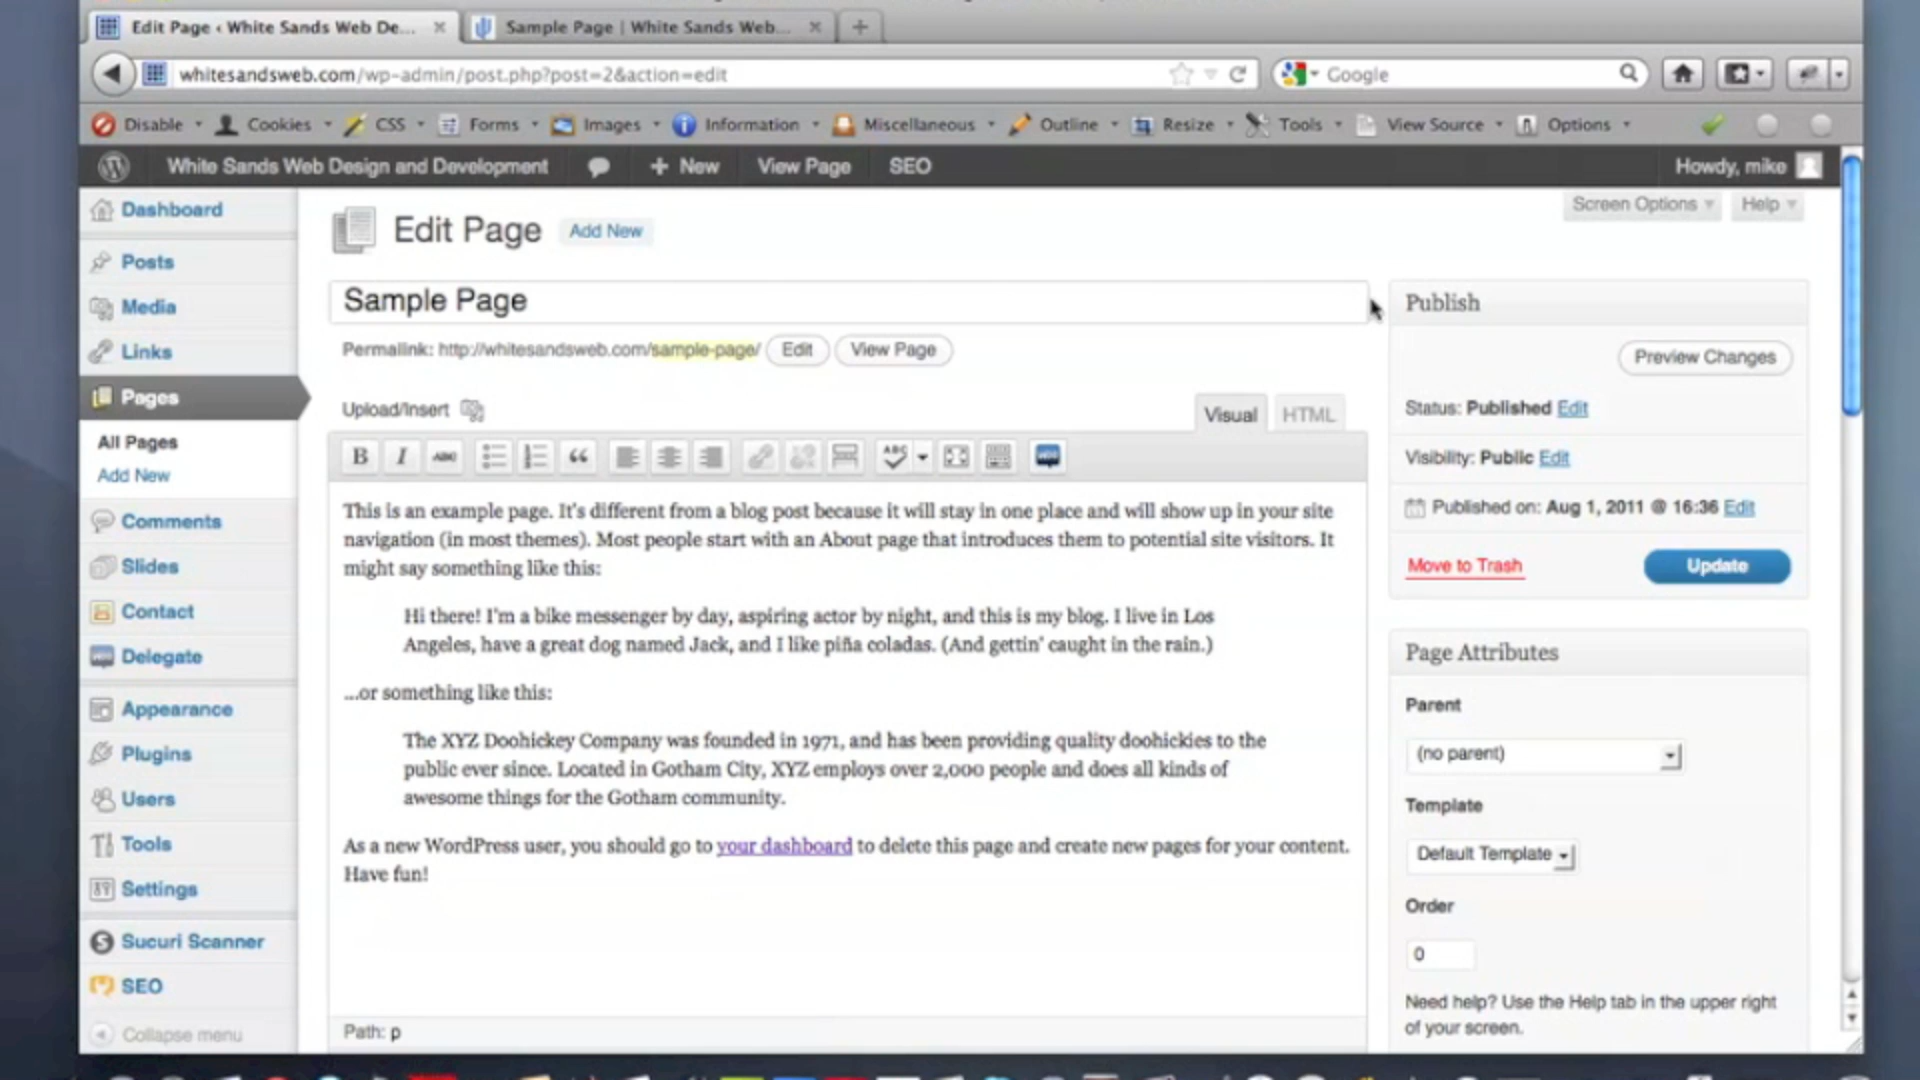 Edit Page ‹ White Sands Web De...
Sample Page | White Sands Web...
whitesandsweb.com/wp-admin/post.php?post=2&action=edit
Google
Disable Cookies CSS Forms Images Information Miscellaneous Outline Resize Tools View Source Options
White Sands Web Design and Development + New View Page SEO Howdy, mike
Screen Options Help
Dashboard
Posts
Media
Links
Pages
All Pages
Add New
Comments
Slides
Contact
Delegate
Appearance
Plugins
Users
Tools
Settings
Sucuri Scanner
SEO
Collapse menu
Edit Page Add New
Sample Page
Permalink: http://whitesandsweb.com/sample-page/ Edit View Page
Upload/Insert
Visual HTML
B I ABC “ ABC
This is an example page. It's different from a blog post because it will stay in one place and will show up in your site
navigation (in most themes). Most people start with an About page that introduces them to potential site visitors. It
might say something like this:
Hi there! I'm a bike messenger by day, aspiring actor by night, and this is my blog. I live in Los
Angeles, have a great dog named Jack, and I like piña coladas. (And gettin' caught in the rain.)
...or something like this:
The XYZ Doohickey Company was founded in 1971, and has been providing quality doohickies to the
public ever since. Located in Gotham City, XYZ employs over 2,000 people and does all kinds of
awesome things for the Gotham community.
As a new WordPress user, you should go to your dashboard to delete this page and create new pages for your content.
Have fun!
Path: p
Publish
Preview Changes
Status: Published Edit
Visibility: Public Edit
Published on: Aug 1, 2011 @ 16:36 Edit
Move to Trash Update
Page Attributes
Parent
(no parent)
Template
Default Template
Order
0
Need help? Use the Help tab in the upper right
of your screen.